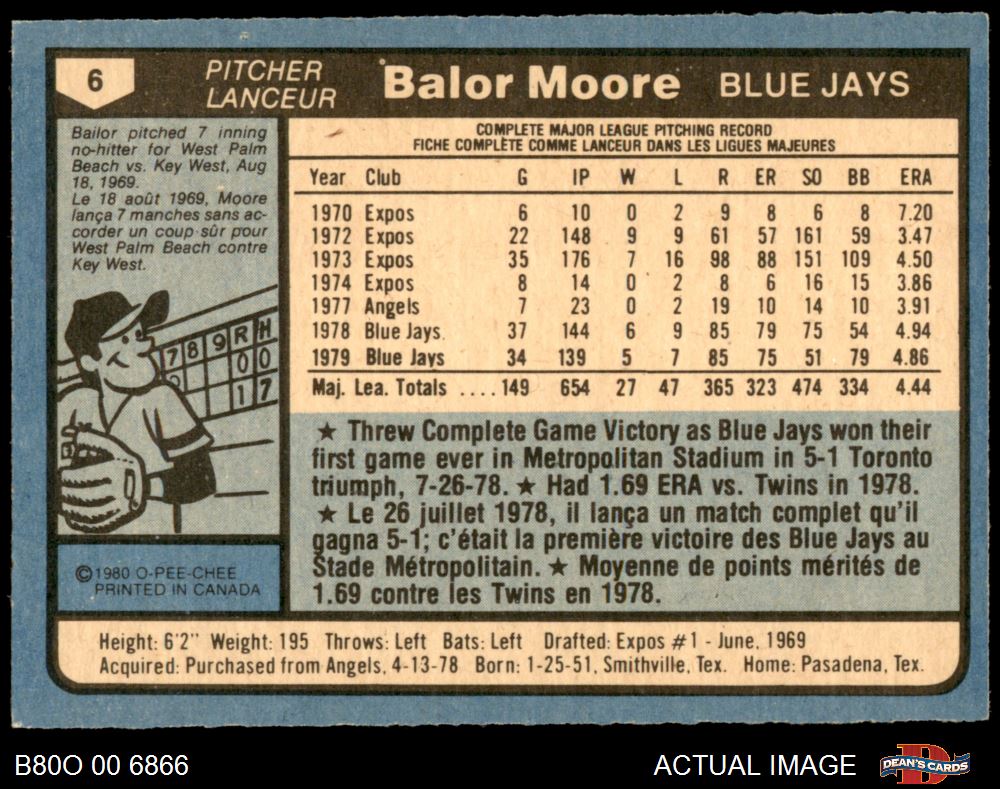 6
PITCHER
LANCEUR
Balor Moore
BLUE JAYS
Bailor pitched 7 inning
no-hitter for West Palm
Beach vs. Key West, Aug
18, 1969.
Le 18 août 1969, Moore
lança 7 manches sans ac-
corder un coup sûr pour
West Palm Beach contre
Key West.
7 8 9 R H
0 0
1 7
©1980 O-PEE-CHEE
PRINTED IN CANADA
COMPLETE MAJOR LEAGUE PITCHING RECORD
FICHE COMPLÈTE COMME LANCEUR DANS LES LIGUES MAJEURES
Year Club G IP W L R ER SO BB ERA
1970 Expos 6 10 0 2 9 8 6 8 7.20
1972 Expos 22 148 9 9 61 57 161 59 3.47
1973 Expos 35 176 7 16 98 88 151 109 4.50
1974 Expos 8 14 0 2 8 6 16 15 3.86
1977 Angels 7 23 0 2 19 10 14 10 3.91
1978 Blue Jays 37 144 6 9 85 79 75 54 4.94
1979 Blue Jays 34 139 5 7 85 75 51 79 4.86
Maj. Lea. Totals ....149 654 27 47 365 323 474 334 4.44
★ Threw Complete Game Victory as Blue Jays won their
first game ever in Metropolitan Stadium in 5-1 Toronto
triumph, 7-26-78. ★ Had 1.69 ERA vs. Twins in 1978.
★ Le 26 juillet 1978, il lança un match complet qu'il
gagna 5-1; c'était la première victoire des Blue Jays au
Stade Métropolitain. ★ Moyenne de points mérités de
1.69 contre les Twins en 1978.
Height: 6'2" Weight: 195 Throws: Left Bats: Left Drafted: Expos #1 - June, 1969
Acquired: Purchased from Angels, 4-13-78 Born: 1-25-51, Smithville, Tex. Home: Pasadena, Tex.
B80O 00 6866
ACTUAL IMAGE
D
DEAN'S CARDS